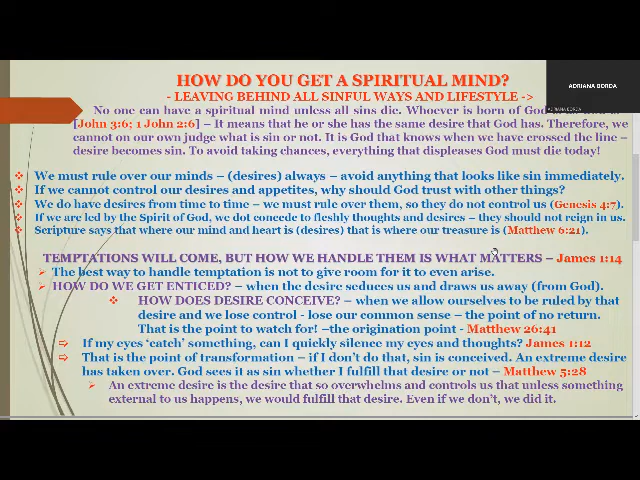 HOW DO YOU GET A SPIRITUAL MIND?
- LEAVING BEHIND ALL SINFUL WAYS AND LIFESTYLE ->
ADRIANA BORDA
ADRIANA BORDA
No one can have a spiritual mind unless all sins die. Whoever is born of God
[John 3:6; 1 John 2:6] – It means that he or she has the same desire that God has. Therefore, we
cannot on our own judge what is sin or not. It is God that knows when we have crossed the line –
desire becomes sin. To avoid taking chances, everything that displeases God must die today!
❖ We must rule over our minds – (desires) always – avoid anything that looks like sin immediately.
❖ If we cannot control our desires and appetites, why should God trust with other things?
❖ We do have desires from time to time – we must rule over them, so they do not control us (Genesis 4:7).
❖ If we are led by the Spirit of God, we dot concede to fleshly thoughts and desires – they should not reign in us.
❖ Scripture says that where our mind and heart is (desires) that is where our treasure is (Matthew 6:21).
TEMPTATIONS WILL COME, BUT HOW WE HANDLE THEM IS WHAT MATTERS – James 1:14
➢ The best way to handle temptation is not to give room for it to even arise.
➢ HOW DO WE GET ENTICED? – when the desire seduces us and draws us away (from God).
❖ HOW DOES DESIRE CONCEIVE? – when we allow ourselves to be ruled by that
desire and we lose control - lose our common sense – the point of no return.
That is the point to watch for! –the origination point - Matthew 26:41
⇨ If my eyes ‘catch’ something, can I quickly silence my eyes and thoughts? James 1:12
⇨ That is the point of transformation – if I don’t do that, sin is conceived. An extreme desire
has taken over. God sees it as sin whether I fulfill that desire or not – Matthew 5:28
➢ An extreme desire is the desire that so overwhelms and controls us that unless something
external to us happens, we would fulfill that desire. Even if we don’t, we did it.